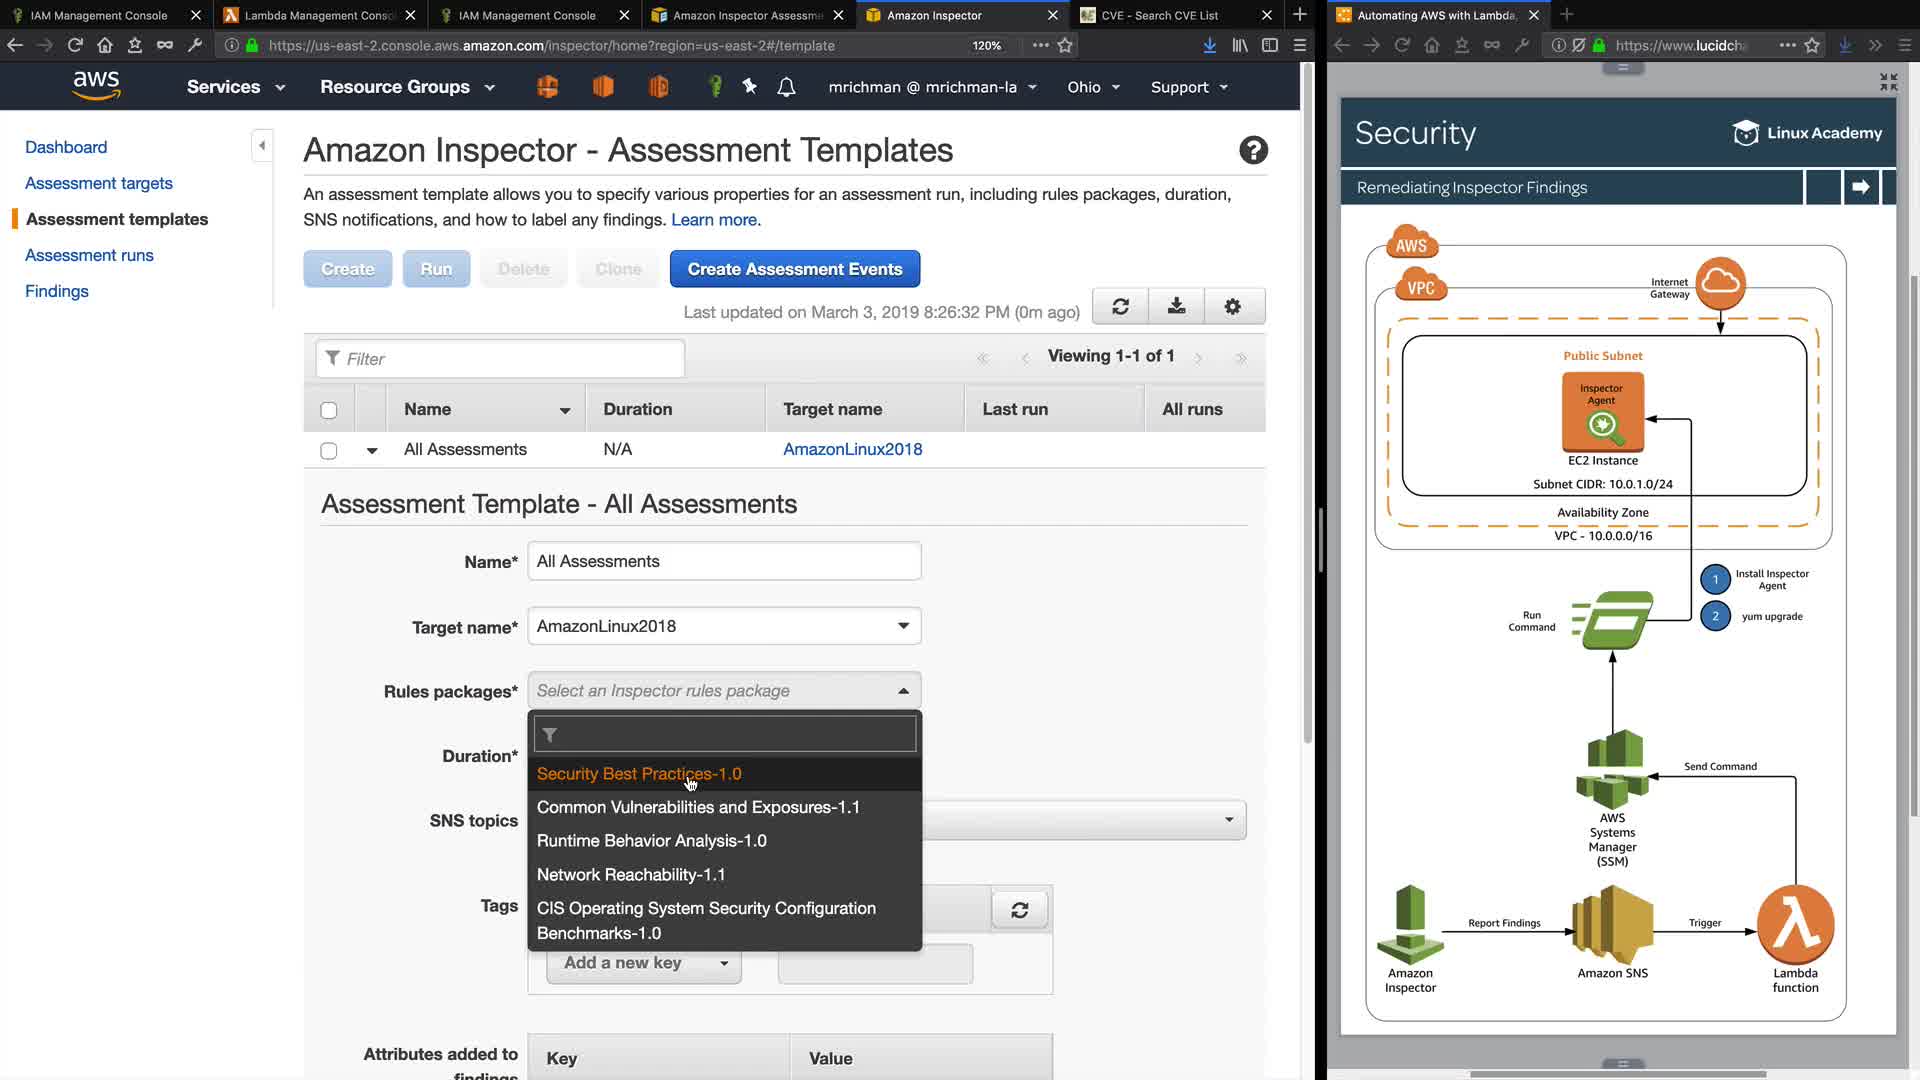 IAM Management Console
Lambda Management Conso
IAM Management Console
Amazon Inspector Assessme
Amazon Inspector
CVE - Search CVE List
https://us-east-2.console.aws.amazon.com/inspector/home?region=us-east-2#/template
120%
aws
Services
Resource Groups
mrichman @ mrichman-la
Ohio
Support
Dashboard
Assessment targets
Assessment templates
Assessment runs
Findings
Amazon Inspector - Assessment Templates
An assessment template allows you to specify various properties for an assessment run, including rules packages, duration,
SNS notifications, and how to label any findings. Learn more.
Create
Run
Delete
Clone
Create Assessment Events
Last updated on March 3, 2019 8:26:32 PM (0m ago)
Filter
Viewing 1-1 of 1
Name
Duration
Target name
Last run
All runs
All Assessments
N/A
AmazonLinux2018
Assessment Template - All Assessments
Name*
All Assessments
Target name*
AmazonLinux2018
Rules packages*
Select an Inspector rules package
Security Best Practices-1.0
Common Vulnerabilities and Exposures-1.1
Runtime Behavior Analysis-1.0
Network Reachability-1.1
CIS Operating System Security Configuration
Benchmarks-1.0
Duration*
SNS topics
Tags
Add a new key
Attributes added to
findings
Key
Value
Automating AWS with Lambda,
https://www.lucidcha
Security
Linux Academy
Remediating Inspector Findings
AWS
VPC
Internet
Gateway
Public Subnet
Inspector
Agent
EC2 Instance
Subnet CIDR: 10.0.1.0/24
Availability Zone
VPC - 10.0.0.0/16
1
Install Inspector
Agent
2
yum upgrade
Run
Command
Send Command
AWS
Systems
Manager
(SSM)
Report Findings
Trigger
Amazon
Inspector
Amazon SNS
Lambda
function